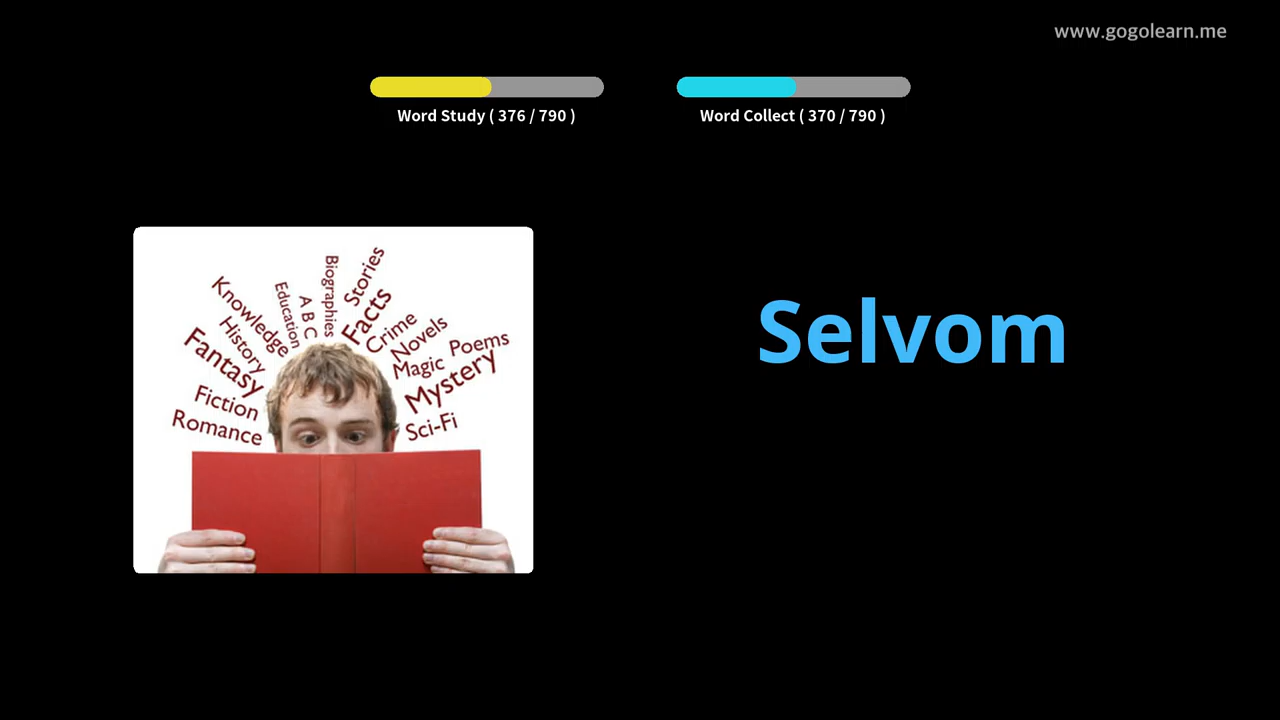 www.gogolearn.me
Word Study ( 376 / 790 )
Word Collect ( 370 / 790 )
Selvom
Romance
Fiction
Fantasy
History
Knowledge
Education
A B C
Biographies
Stories
Facts
Crime
Novels
Poems
Magic
Mystery
Sci-Fi